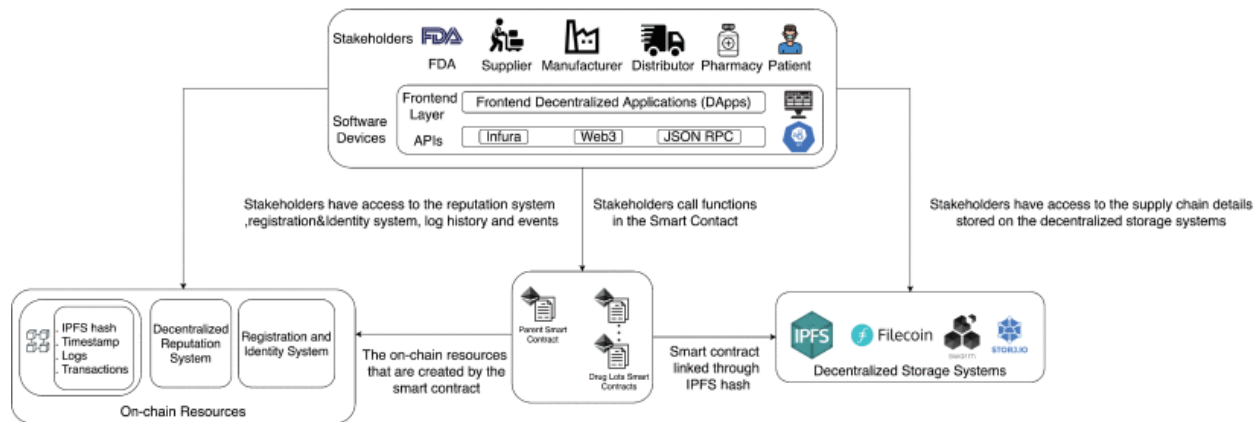 Stakeholders
FDA
FDA
Supplier
Manufacturer
Distributor
Pharmacy
Patient
Software
Devices
Frontend
Layer
Frontend Decentralized Applications (DApps)
APIs
Infura
Web3
JSON RPC
Stakeholders have access to the reputation system
,registration&Identity system, log history and events
Stakeholders call functions
in the Smart Contact
Stakeholders have access to the supply chain details
stored on the decentralized storage systems
. IPFS hash
. Timestamp
. Logs
. Transactions
Decentralized
Reputation
System
Registration and
Identity System
On-chain Resources
The on-chain resources
that are created by the
smart contract
Parent Smart
Contract
Drug Lots Smart
Contracts
Smart contract
linked through
IPFS hash
IPFS
Filecoin
swarm
STORJ.IO
Decentralized Storage Systems